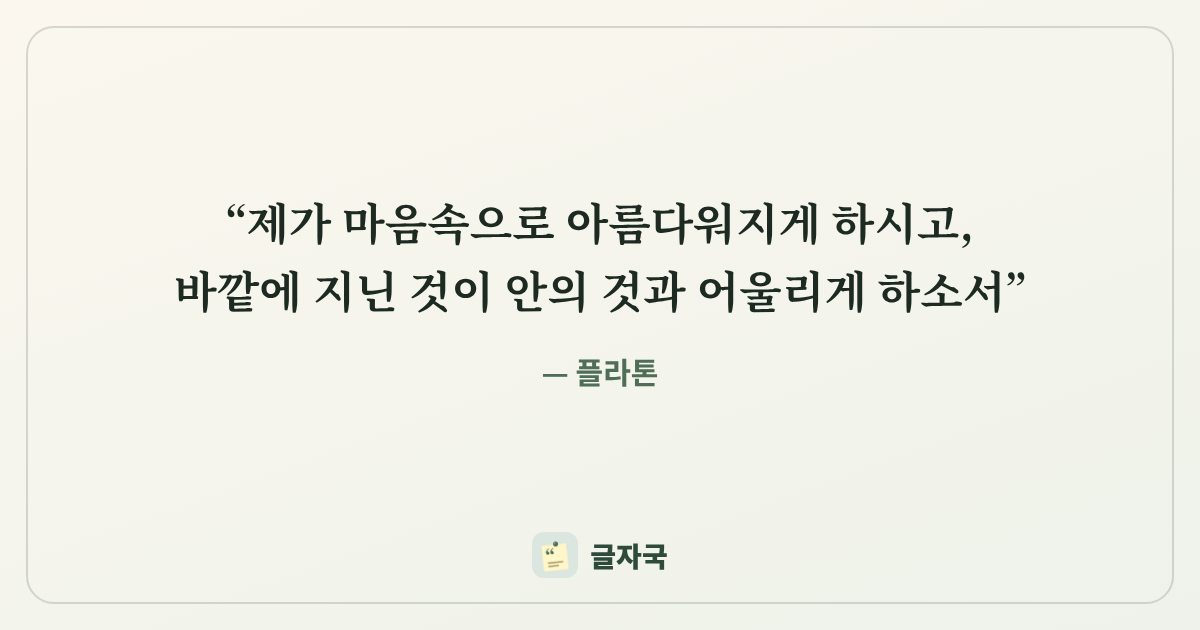 “제가 마음속으로 아름다워지게 하시고,
바깥에 지닌 것이 안의 것과 어울리게 하소서”
— 플라톤
글자국